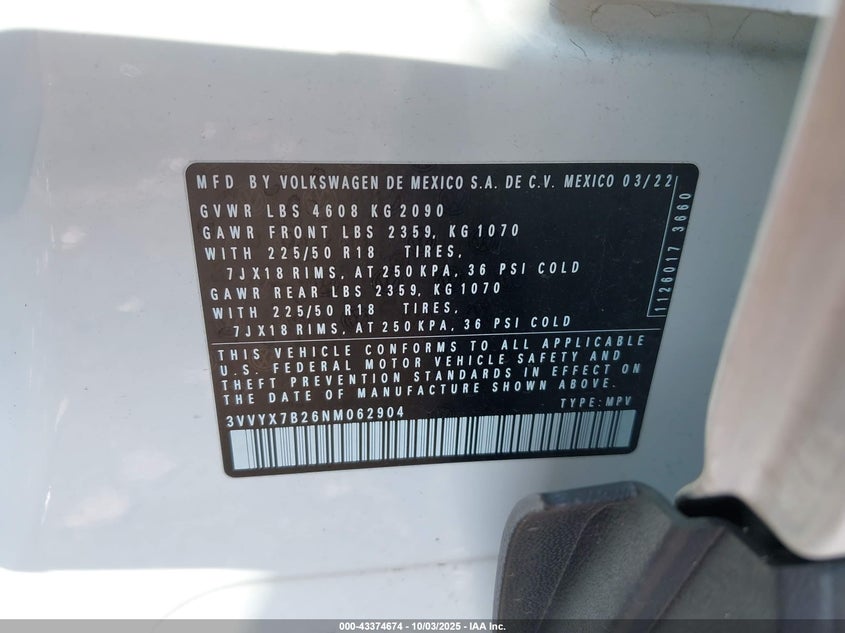 MFD BY VOLKSWAGEN DE MEXICO S.A. DE C.V. MEXICO 03/22
GVWR LBS 4608 KG 2090
GAWR FRONT LBS 2359, KG 1070
WITH 225/50 R18 TIRES,
7JX18 RIMS, AT 250 KPA, 36 PSI COLD
GAWR REAR LBS 2359, KG 1070
WITH 225/50 R18 TIRES,
7JX18 RIMS, AT 250 KPA, 36 PSI COLD
1126017 3660
THIS VEHICLE CONFORMS TO ALL APPLICABLE
U.S. FEDERAL MOTOR VEHICLE SAFETY AND
THEFT PREVENTION STANDARDS IN EFFECT ON
THE DATE OF MANUFACTURE SHOWN ABOVE.
3VVYX7B26NM062904 TYPE: MPV
000-43374674 | 10/03/2025 - IAA Inc.